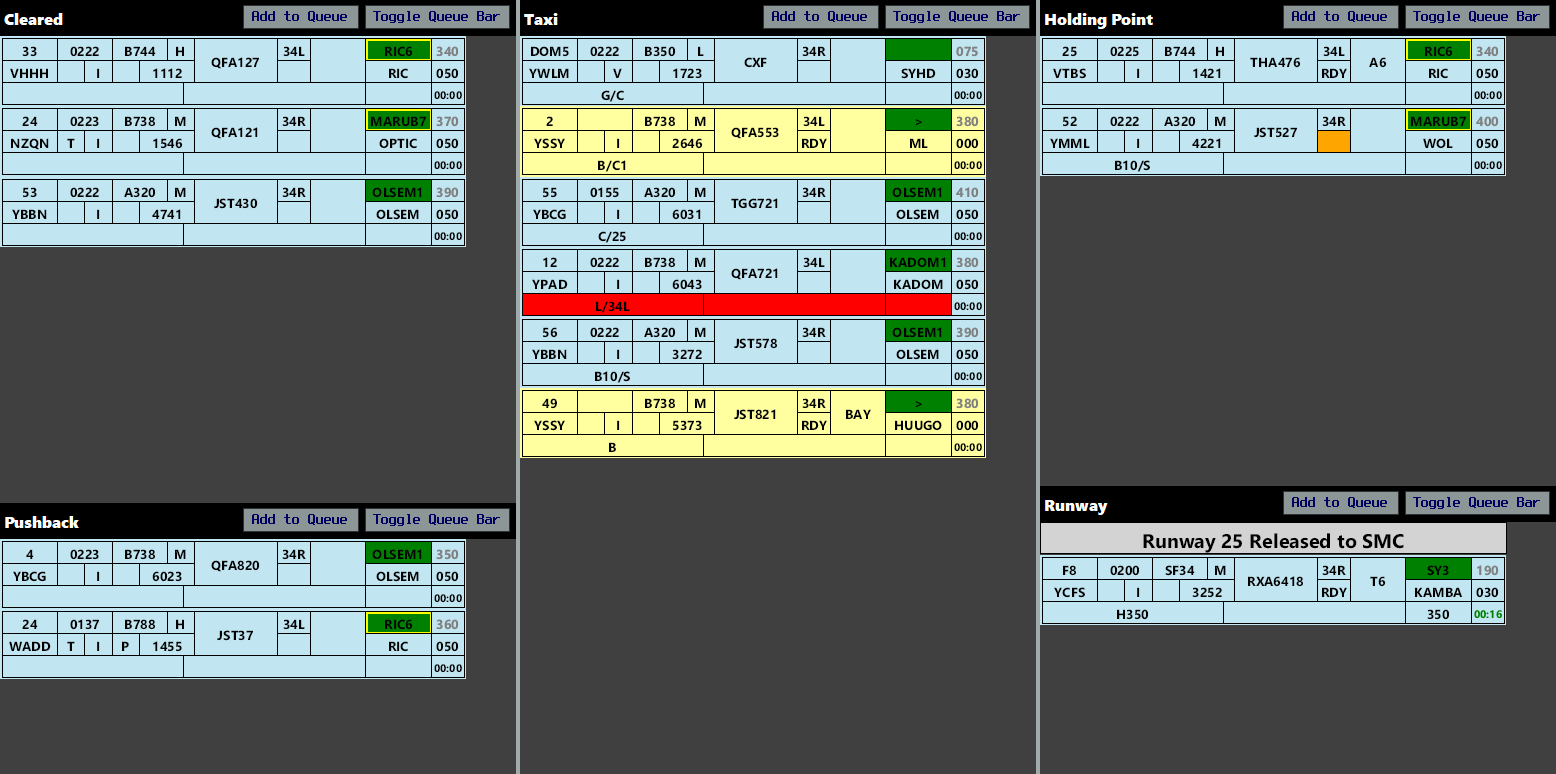 Cleared Add to Queue Toggle Queue Bar
33 0222 B744 H QFA127 34L RIC6 340
VHHH I 1112 RIC 050
00:00
24 0223 B738 M QFA121 34R MARUB7 370
NZQN T I 1546 OPTIC 050
00:00
53 0222 A320 M JST430 34R OLSEM1 390
YBBN I 4741 OLSEM 050
00:00
Pushback Add to Queue Toggle Queue Bar
4 0223 B738 M QFA820 34R OLSEM1 350
YBCG I 6023 OLSEM 050
00:00
24 0137 B788 H JST37 34L RIC6 360
WADD T I P 1455 RIC 050
00:00
Taxi Add to Queue Toggle Queue Bar
DOM5 0222 B350 L CXF 34R 075
YWLM V 1723 SYHD 030
G/C 00:00
2 B738 M QFA553 34L > 380
YSSY I 2646 RDY ML 000
B/C1 00:00
55 0155 A320 M TGG721 34R OLSEM1 410
YBCG I 6031 OLSEM 050
C/25 00:00
12 0222 B738 M QFA721 34L KADOM1 380
YPAD I 6043 KADOM 050
L/34L 00:00
56 0222 A320 M JST578 34R OLSEM1 390
YBBN I 3272 OLSEM 050
B10/S 00:00
49 B738 M JST821 34R BAY > 380
YSSY I 5373 RDY HUUGO 000
B 00:00
Holding Point Add to Queue Toggle Queue Bar
25 0225 B744 H THA476 34L A6 RIC6 340
VTBS I 1421 RDY RIC 050
00:00
52 0222 A320 M JST527 34R MARUB7 400
YMML I 4221 WOL 050
B10/S 00:00
Runway Add to Queue Toggle Queue Bar
Runway 25 Released to SMC
F8 0200 SF34 M RXA6418 34R T6 SY3 190
YCFS I 3252 RDY KAMBA 030
H350 350 00:16